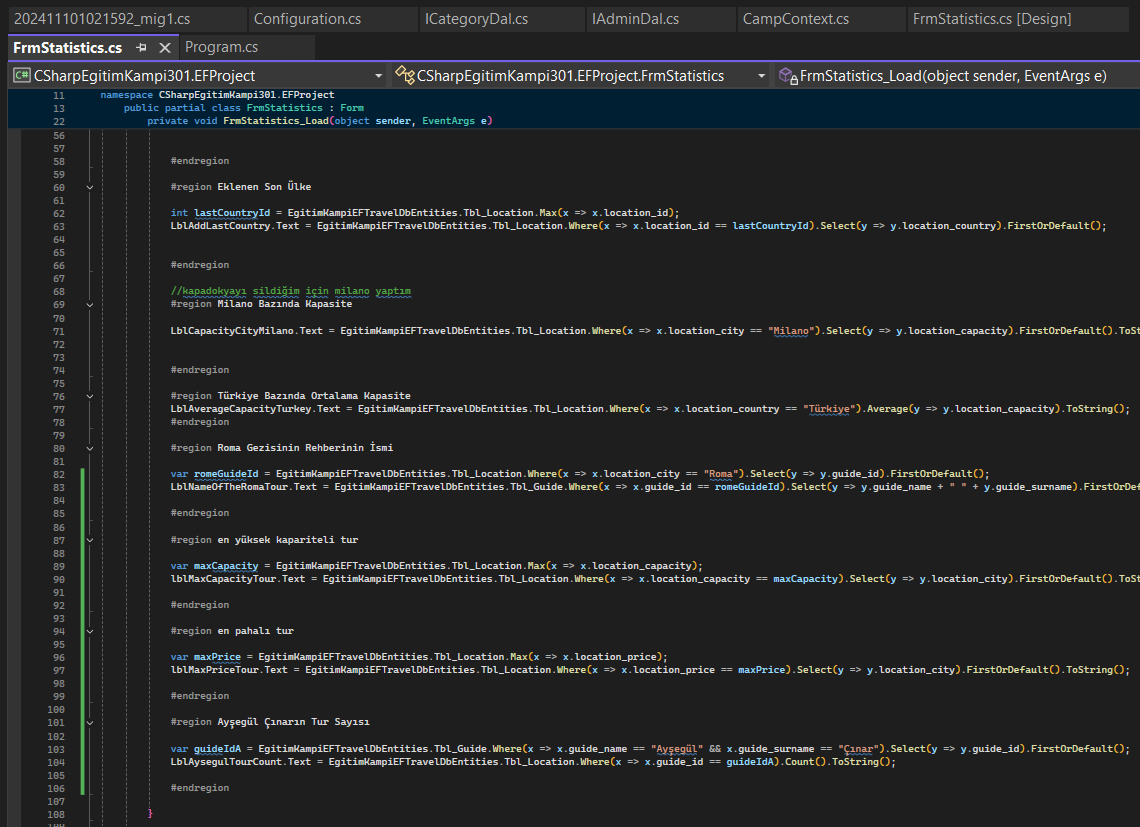 202411101021592_mig1.cs Configuration.cs ICategoryDal.cs IAdminDal.cs CampContext.cs FrmStatistics.cs [Design]
FrmStatistics.cs Program.cs
C# CSharpEgitimKampi301.EFProject CSharpEgitimKampi301.EFProject.FrmStatistics FrmStatistics_Load(object sender, EventArgs e)
11 namespace CSharpEgitimKampi301.EFProject
13 public partial class FrmStatistics : Form
22 private void FrmStatistics_Load(object sender, EventArgs e)
56
57
58 #endregion
59
60 #region Eklenen Son Ülke
61
62 int lastCountryId = EgitimKampiEFTravelDbEntities.Tbl_Location.Max(x => x.location_id);
63 LblAddLastCountry.Text = EgitimKampiEFTravelDbEntities.Tbl_Location.Where(x => x.location_id == lastCountryId).Select(y => y.location_country).FirstOrDefault();
64
65
66 #endregion
67
68 //kapadokyayı sildiğim için milano yaptım
69 #region Milano Bazında Kapasite
70
71 LblCapacityCityMilano.Text = EgitimKampiEFTravelDbEntities.Tbl_Location.Where(x => x.location_city == "Milano").Select(y => y.location_capacity).FirstOrDefault().ToSt
72
73
74 #endregion
75
76 #region Türkiye Bazında Ortalama Kapasite
77 LblAverageCapacityTurkey.Text = EgitimKampiEFTravelDbEntities.Tbl_Location.Where(x => x.location_country == "Türkiye").Average(y => y.location_capacity).ToString();
78 #endregion
79
80 #region Roma Gezisinin Rehberinin İsmi
81
82 var romeGuideId = EgitimKampiEFTravelDbEntities.Tbl_Location.Where(x => x.location_city == "Roma").Select(y => y.guide_id).FirstOrDefault();
83 LblNameOfTheRomaTour.Text = EgitimKampiEFTravelDbEntities.Tbl_Guide.Where(x => x.guide_id == romeGuideId).Select(y => y.guide_name + " " + y.guide_surname).FirstOrDef
84
85 #endregion
86
87 #region en yüksek kapariteli tur
88
89 var maxCapacity = EgitimKampiEFTravelDbEntities.Tbl_Location.Max(x => x.location_capacity);
90 lblMaxCapacityTour.Text = EgitimKampiEFTravelDbEntities.Tbl_Location.Where(x => x.location_capacity == maxCapacity).Select(y => y.location_city).FirstOrDefault().ToSt
91
92 #endregion
93
94 #region en pahalı tur
95
96 var maxPrice = EgitimKampiEFTravelDbEntities.Tbl_Location.Max(x => x.location_price);
97 lblMaxPriceTour.Text = EgitimKampiEFTravelDbEntities.Tbl_Location.Where(x => x.location_price == maxPrice).Select(y => y.location_city).FirstOrDefault().ToString();
98
99 #endregion
100
101 #region Ayşegül Çınarın Tur Sayısı
102
103 var guideIdA = EgitimKampiEFTravelDbEntities.Tbl_Guide.Where(x => x.guide_name == "Ayşegül" && x.guide_surname == "Çınar").Select(y => y.guide_id).FirstOrDefault();
104 LblAysegulTourCount.Text = EgitimKampiEFTravelDbEntities.Tbl_Location.Where(x => x.guide_id == guideIdA).Count().ToString();
105
106 #endregion
107
108 }